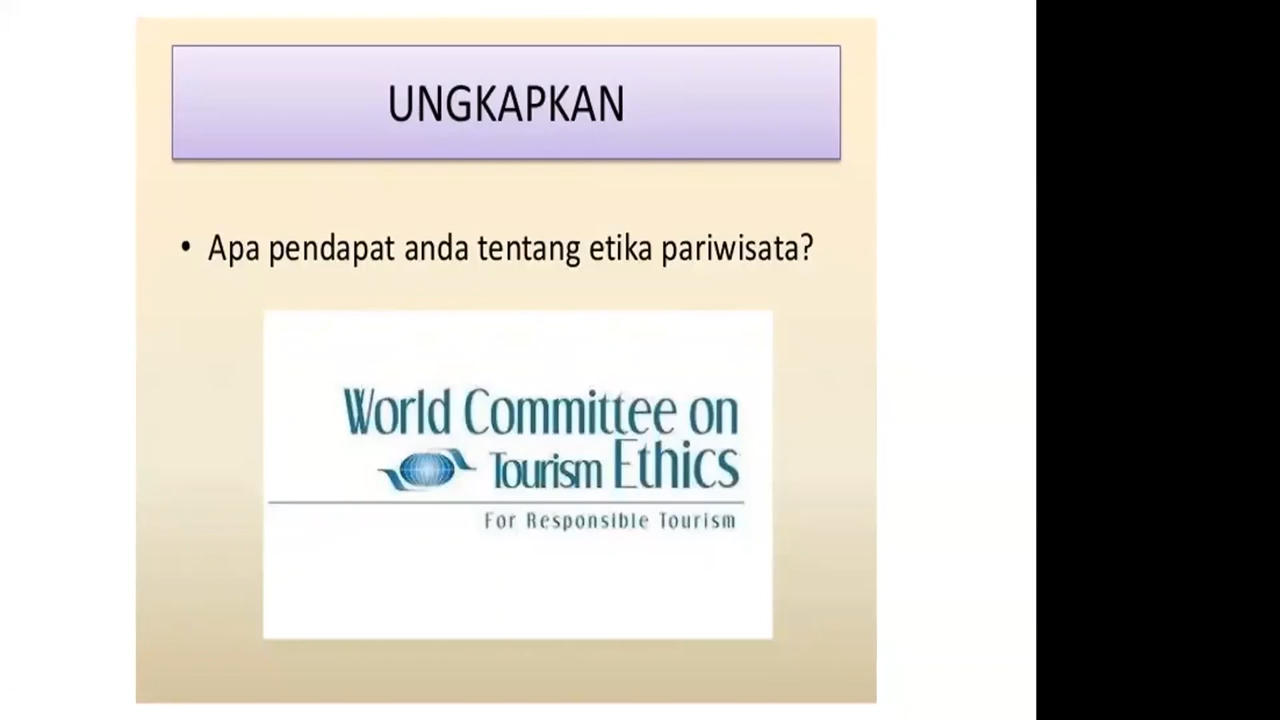 UNGKAPKAN
• Apa pendapat anda tentang etika pariwisata?
World Committee on
Tourism Ethics
For Responsible Tourism